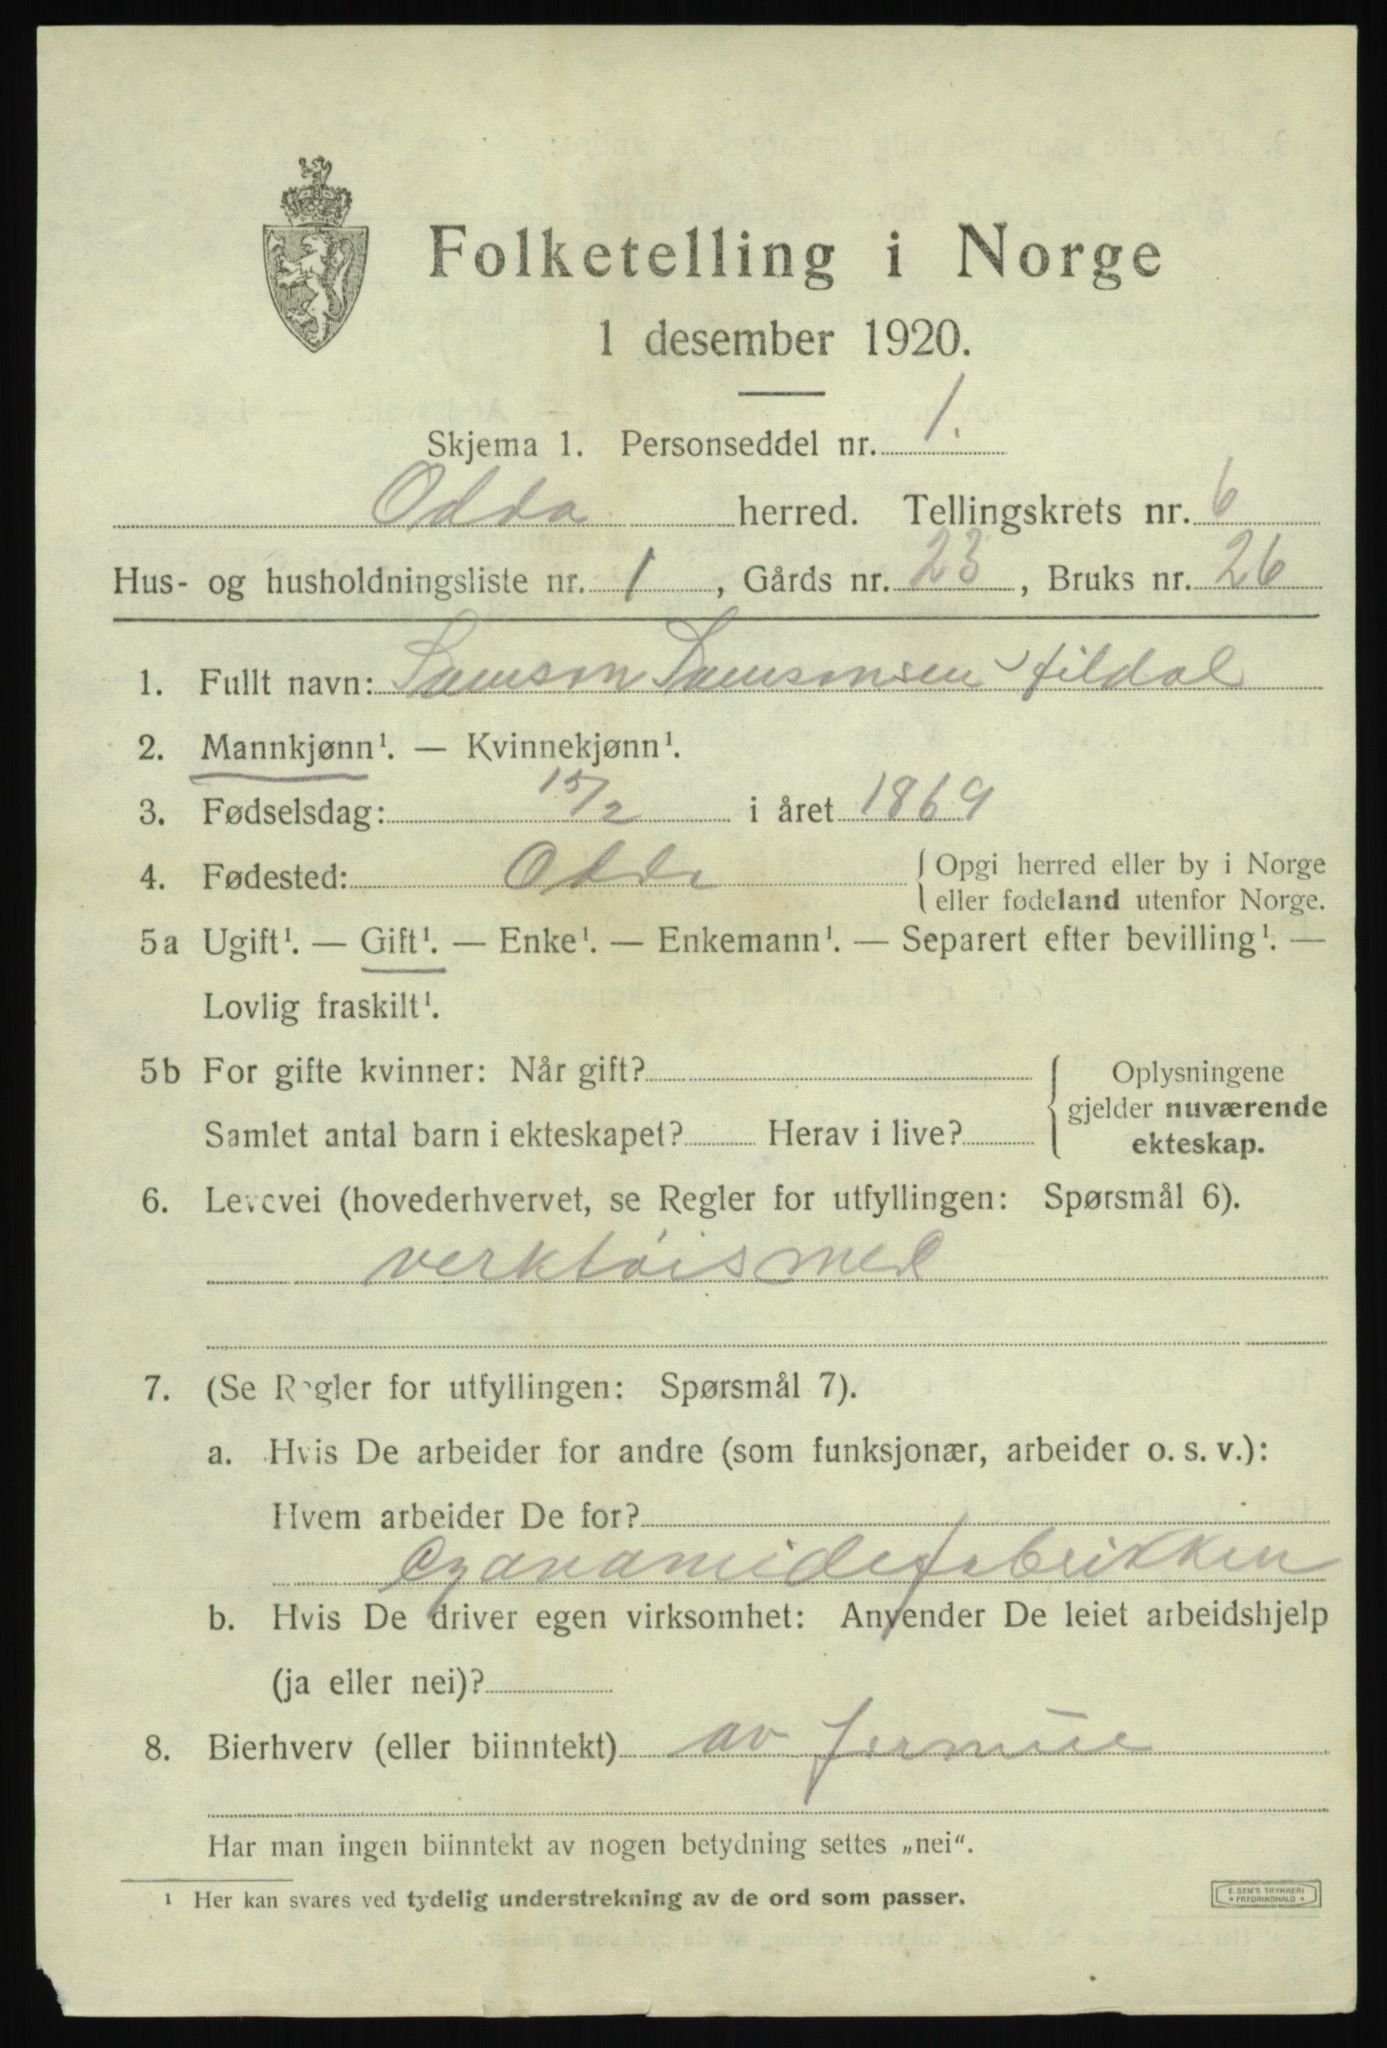 Folketelling i Norge
1 desember 1920.
Skjema 1. Personseddel nr. 1.
Odda herred. Tellingskrets nr. 6
Hus- og husholdningsliste nr. 1, Gårds nr. 23, Bruks nr. 26
1. Fullt navn: Samson Samsonsen Jildal
2. Mannkjønn¹. — Kvinnekjønn¹.
3. Fødselsdag: 15/2 i året 1869
4. Fødested: Odda { Opgi herred eller by i Norge
eller fødeland utenfor Norge.
5a Ugift¹. — Gift¹. — Enke¹. — Enkemann¹. — Separert efter bevilling¹. —
Lovlig fraskilt¹.
5b For gifte kvinner: Når gift?
Samlet antal barn i ekteskapet? Herav i live?
{ Oplysningene
gjelder nuværende
ekteskap.
6. Levevei (hovederhvervet, se Regler for utfyllingen: Spørsmål 6).
verktöismed
7. (Se Regler for utfyllingen: Spørsmål 7).
a. Hvis De arbeider for andre (som funksjonær, arbeider o. s. v.):
Hvem arbeider De for?
Cyanamidefabrikken
b. Hvis De driver egen virksomhet: Anvender De leiet arbeidshjelp
(ja eller nei)?
8. Bierhverv (eller biinntekt) av formue
Har man ingen biinntekt av nogen betydning settes „nei“.
¹ Her kan svares ved tydelig understrekning av de ord som passer.
E. SEM'S TRYKKERI
* FREDRIKSHALD *